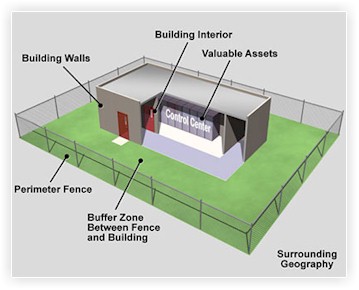 Building Interior
Valuable Assets
Building Walls
Control Center
Perimeter Fence
Buffer Zone
Between Fence
and Building
Surrounding
Geography